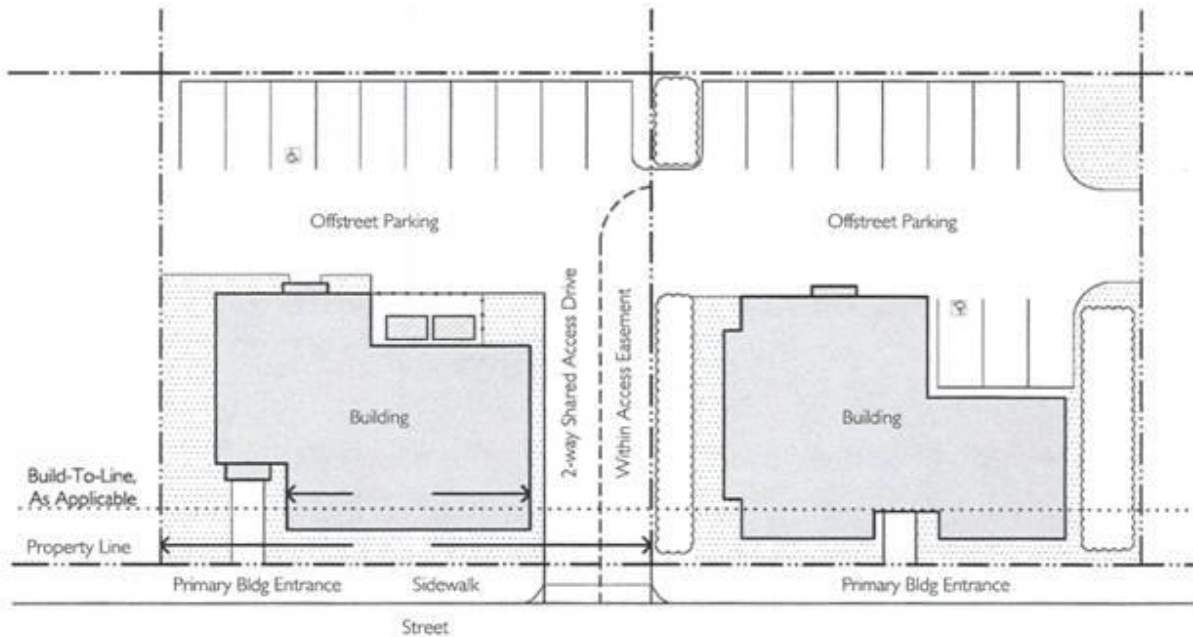 Offstreet Parking
Offstreet Parking
2-way Shared Access Drive
Within Access Easement
Building
Building
Build-To-Line,
As Applicable
Property Line
Primary Bldg Entrance
Sidewalk
Primary Bldg Entrance
Street